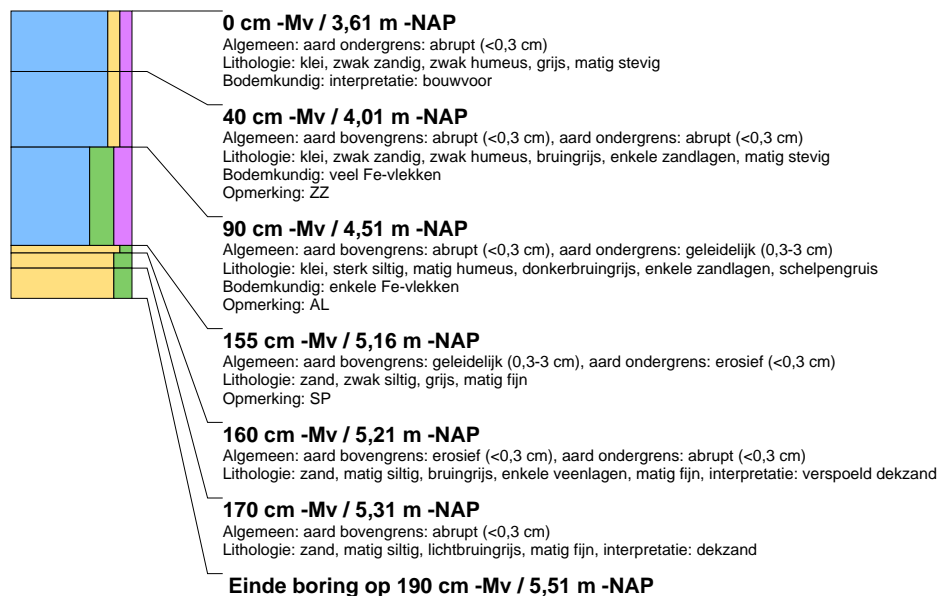 0 cm -Mv / 3,61 m -NAP
Algemeen: aard ondergrens: abrupt (<0,3 cm)
Lithologie: klei, zwak zandig, zwak humeus, grijs, matig stevig
Bodemkundig: interpretatie: bouwvoor
40 cm -Mv / 4,01 m -NAP
Algemeen: aard bovengrens: abrupt (<0,3 cm), aard ondergrens: abrupt (<0,3 cm)
Lithologie: klei, zwak zandig, zwak humeus, bruingrijs, enkele zandlagen, matig stevig
Bodemkundig: veel Fe-vlekken
Opmerking: ZZ
90 cm -Mv / 4,51 m -NAP
Algemeen: aard bovengrens: abrupt (<0,3 cm), aard ondergrens: geleidelijk (0,3-3 cm)
Lithologie: klei, sterk siltig, matig humeus, donkerbruingrijs, enkele zandlagen, schelpengruis
Bodemkundig: enkele Fe-vlekken
Opmerking: AL
155 cm -Mv / 5,16 m -NAP
Algemeen: aard bovengrens: geleidelijk (0,3-3 cm), aard ondergrens: erosief (<0,3 cm)
Lithologie: zand, zwak siltig, grijs, matig fijn
Opmerking: SP
160 cm -Mv / 5,21 m -NAP
Algemeen: aard bovengrens: erosief (<0,3 cm), aard ondergrens: abrupt (<0,3 cm)
Lithologie: zand, matig siltig, bruingrijs, enkele veenlagen, matig fijn, interpretatie: verspoeld dekzand
170 cm -Mv / 5,31 m -NAP
Algemeen: aard bovengrens: abrupt (<0,3 cm)
Lithologie: zand, matig siltig, lichtbruingrijs, matig fijn, interpretatie: dekzand
Einde boring op 190 cm -Mv / 5,51 m -NAP